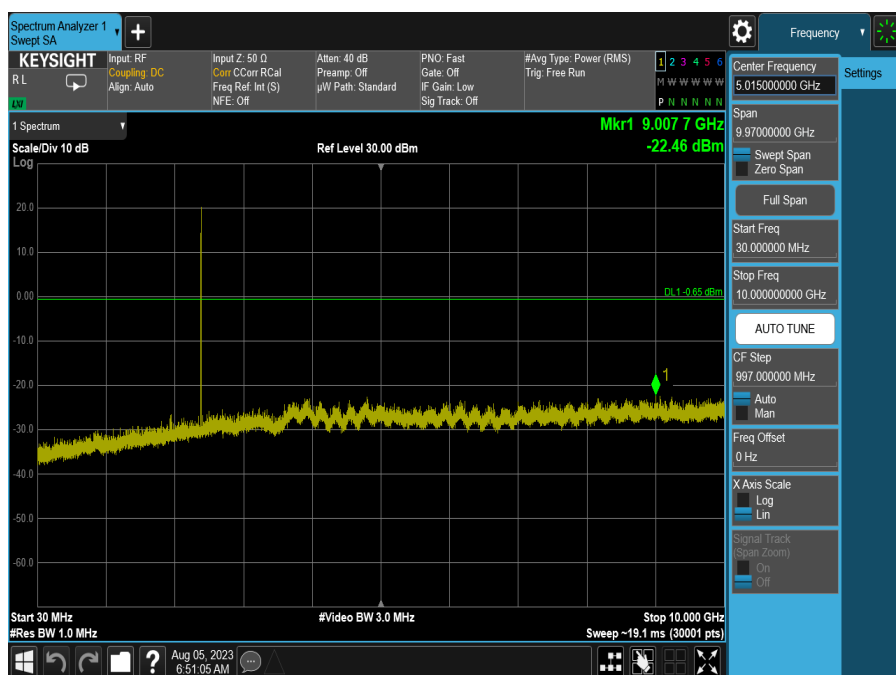 Spectrum Analyzer 1
Swept SA
Frequency
KEYSIGHT
R L
LXI
Input: RF
Coupling: DC
Align: Auto
Input Z: 50 Ω
Corr CCorr RCal
Freq Ref: Int (S)
NFE: Off
Atten: 40 dB
Preamp: Off
µW Path: Standard
PNO: Fast
Gate: Off
IF Gain: Low
Sig Track: Off
#Avg Type: Power (RMS)
Trig: Free Run
1 2 3 4 5 6
M W W W W W
P N N N N N
Center Frequency
5.015000000 GHz
Settings
Span
9.97000000 GHz
Swept Span
Zero Span
Full Span
Start Freq
30.000000 MHz
Stop Freq
10.000000000 GHz
AUTO TUNE
CF Step
997.000000 MHz
Auto
Man
Freq Offset
0 Hz
X Axis Scale
Log
Lin
Signal Track
(Span Zoom)
On
Off
1 Spectrum
Scale/Div 10 dB
Ref Level 30.00 dBm
Mkr1 9.007 7 GHz
-22.46 dBm
Log
20.0
10.0
0.00
DL1 -0.65 dBm
-10.0
-20.0
1
-30.0
-40.0
-50.0
-60.0
Start 30 MHz
#Video BW 3.0 MHz
Stop 10.000 GHz
#Res BW 1.0 MHz
Sweep ~19.1 ms (30001 pts)
?
Aug 05, 2023
6:51:05 AM